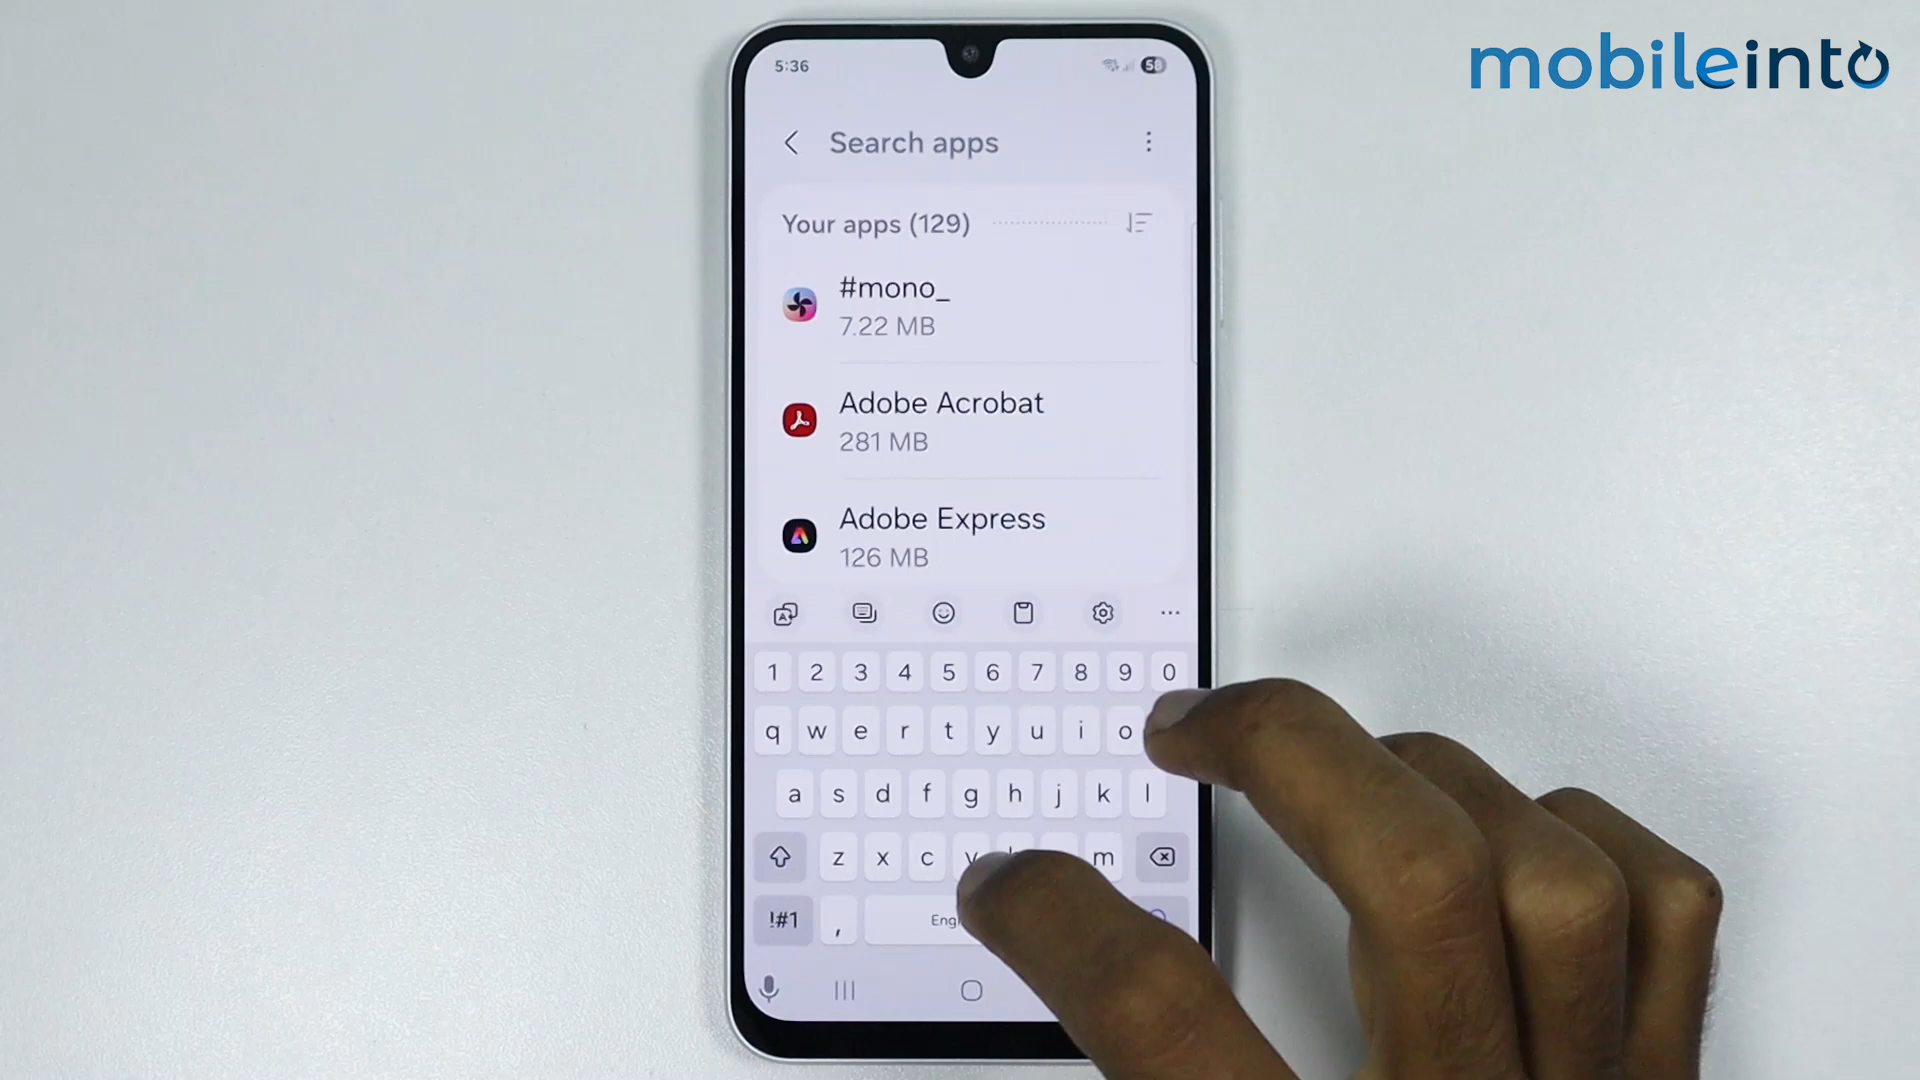 mobileinto
5:36
58
Search apps
Your apps (129)
#mono_
7.22 MB
Adobe Acrobat
281 MB
Adobe Express
126 MB
1 2 3 4 5 6 7 8 9 0
q w e r t y u i o
a s d f g h j k l
z x c v m
!#1 ,